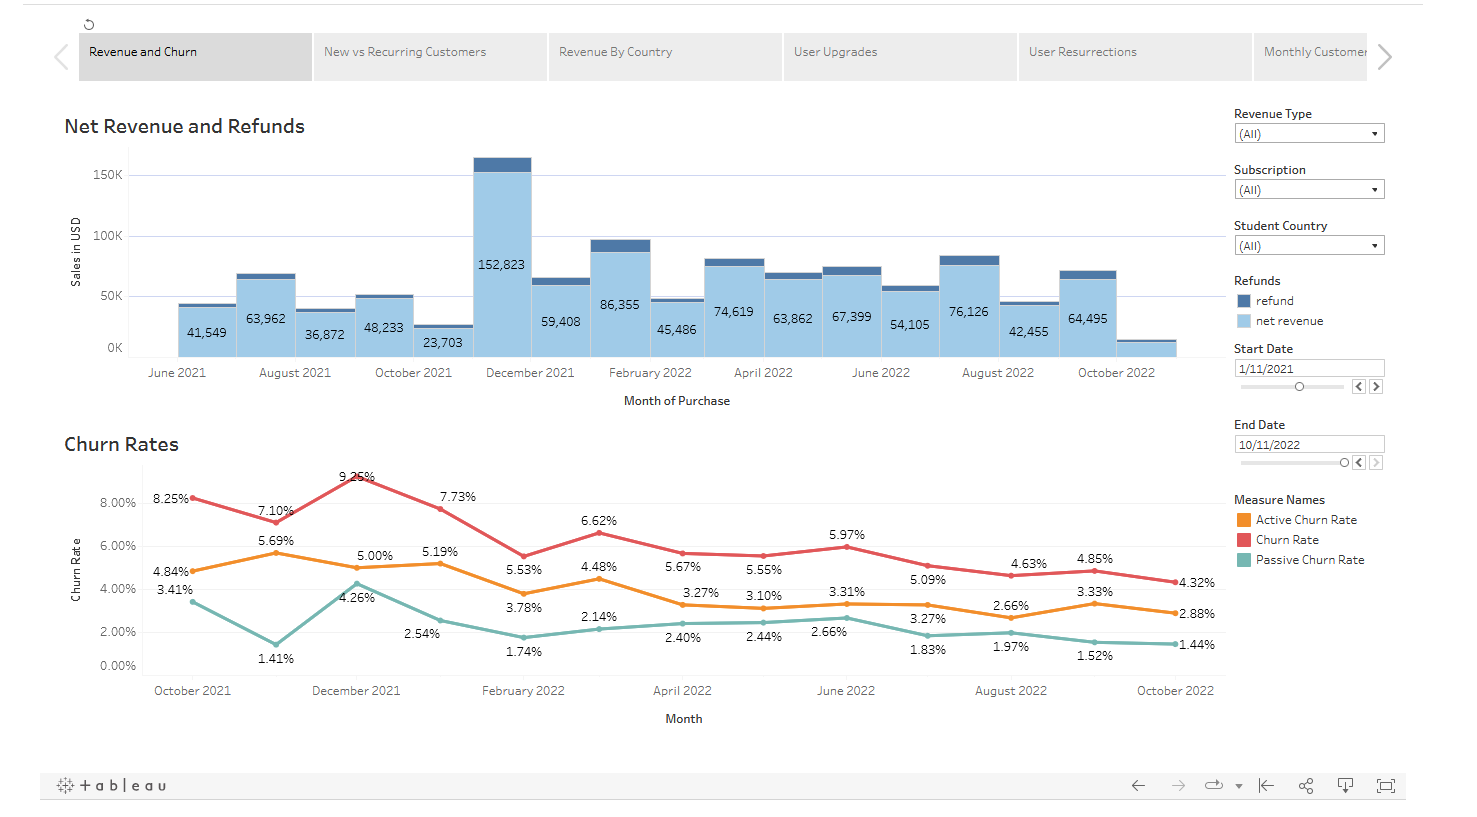 Revenue and Churn
New vs Recurring Customers
Revenue By Country
User Upgrades
User Resurrections
Monthly Customer
Net Revenue and Refunds
Sales in USD
150K
100K
50K
0K
41,549
63,962
36,872
48,233
23,703
152,823
59,408
86,355
45,486
74,619
63,862
67,399
54,105
76,126
42,455
64,495
June 2021
August 2021
October 2021
December 2021
February 2022
April 2022
June 2022
August 2022
October 2022
Month of Purchase
Revenue Type
(All)
Subscription
(All)
Student Country
(All)
Refunds
refund
net revenue
Start Date
1/11/2021
End Date
10/11/2022
Measure Names
Active Churn Rate
Churn Rate
Passive Churn Rate
Churn Rates
Churn Rate
8.00%
6.00%
4.00%
2.00%
0.00%
8.25%
7.10%
9.25%
7.73%
5.53%
6.62%
5.67%
5.55%
5.97%
5.09%
4.63%
4.85%
4.32%
4.84%
5.69%
5.00%
5.19%
3.78%
4.48%
3.27%
3.10%
3.31%
3.27%
2.66%
3.33%
2.88%
3.41%
1.41%
4.26%
2.54%
1.74%
2.14%
2.40%
2.44%
2.66%
1.83%
1.97%
1.52%
1.44%
October 2021
December 2021
February 2022
April 2022
June 2022
August 2022
October 2022
Month
+ableau